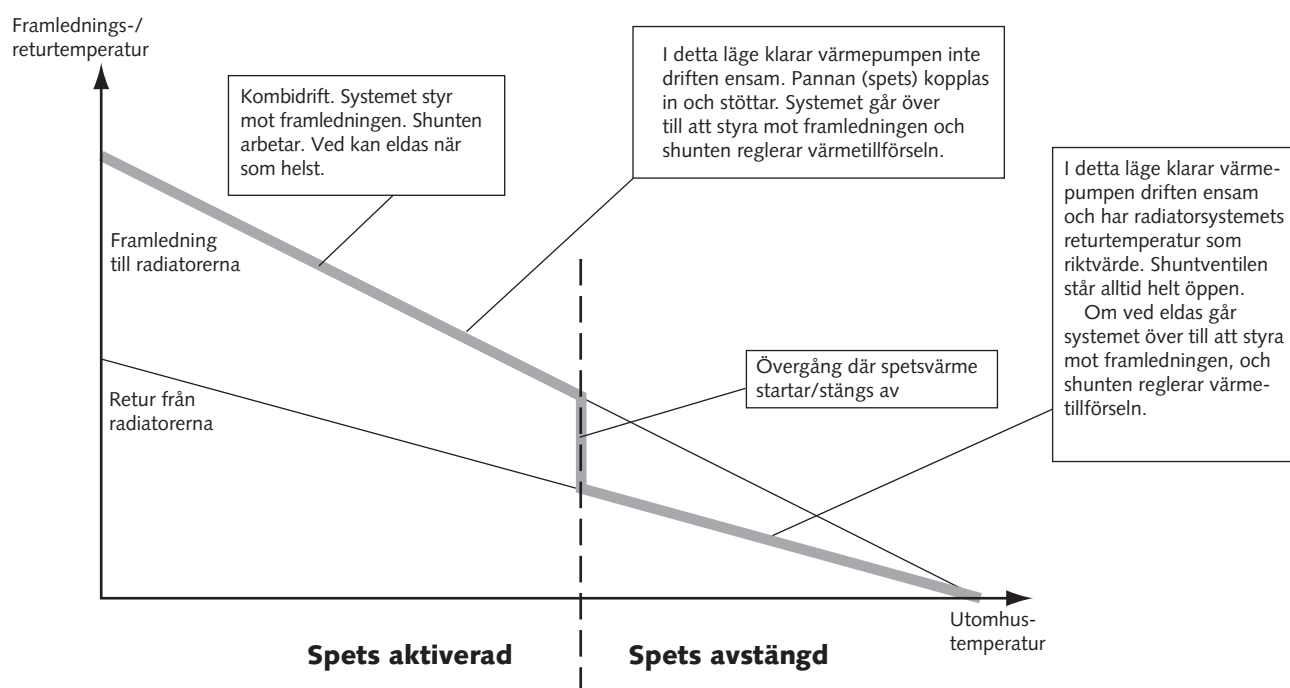 Framlednings-/
returtemperatur
Kombidrift. Systemet styr
mot framledningen. Shunten
arbetar. Ved kan eldas när
som helst.
I detta läge klarar värmepumpen inte
driften ensam. Pannan (spets) kopplas
in och stöttar. Systemet går över
till att styra mot framledningen och
shunten reglerar värmetillförseln.
I detta läge klarar värme-
pumpen driften ensam
och har radiatorsystemets
returtemperatur som
riktvärde. Shuntventilen
står alltid helt öppen.
Om ved eldas går
systemet över till att styra
mot framledningen, och
shunten reglerar värme-
tillförseln.
Framledning
till radiatorerna
Övergång där spetsvärme
startar/stängs av
Retur från
radiatorerna
Utomhus-
temperatur
Spets aktiverad
Spets avstängd